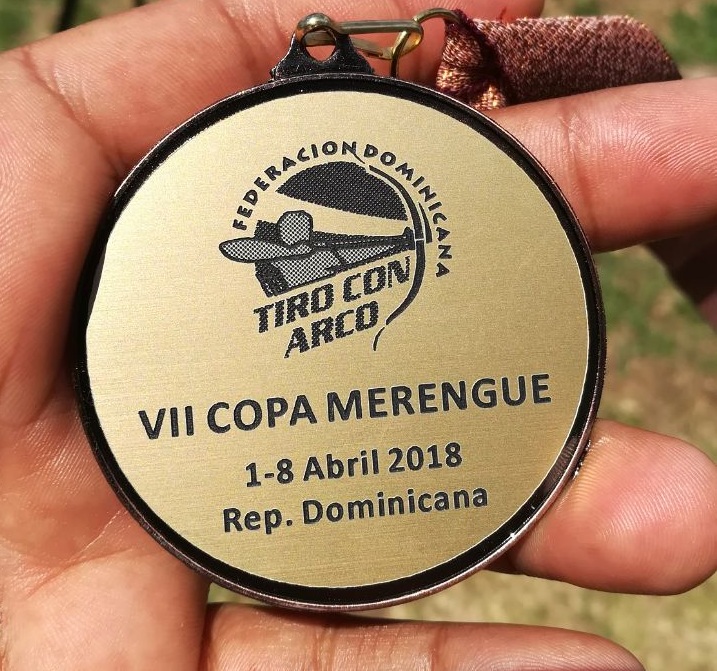 FEDERACION DOMINICANA
TIRO CON
ARCO
VII COPA MERENGUE
1-8 Abril 2018
Rep. Dominicana